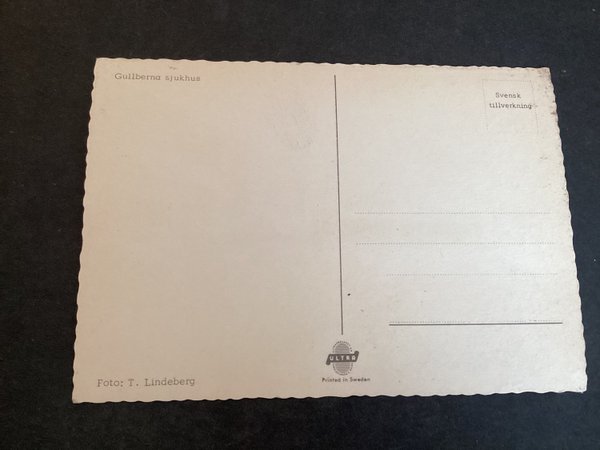 Gullberna sjukhus
Svensk
tillverkning
ULTRA
Printed in Sweden
Foto: T. Lindeberg